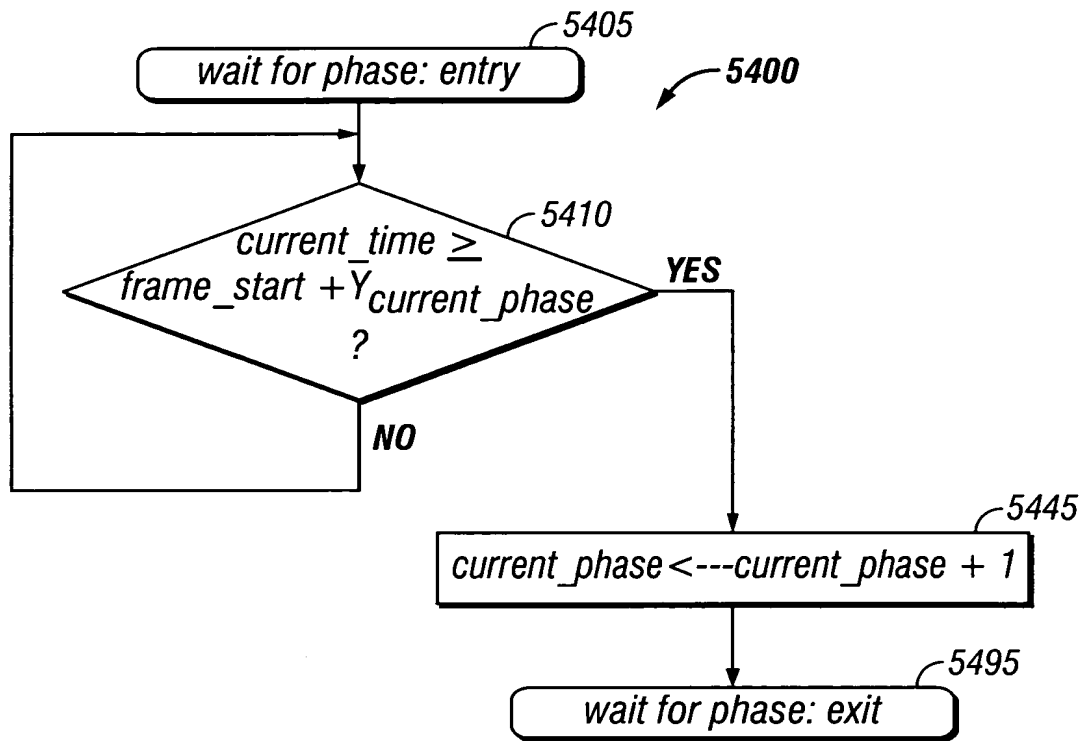 5405
wait for phase: entry
5400
5410
current_time ≥
frame_start +Ycurrent_phase
?
YES
NO
5445
current_phase<---current_phase + 1
5495
wait for phase: exit